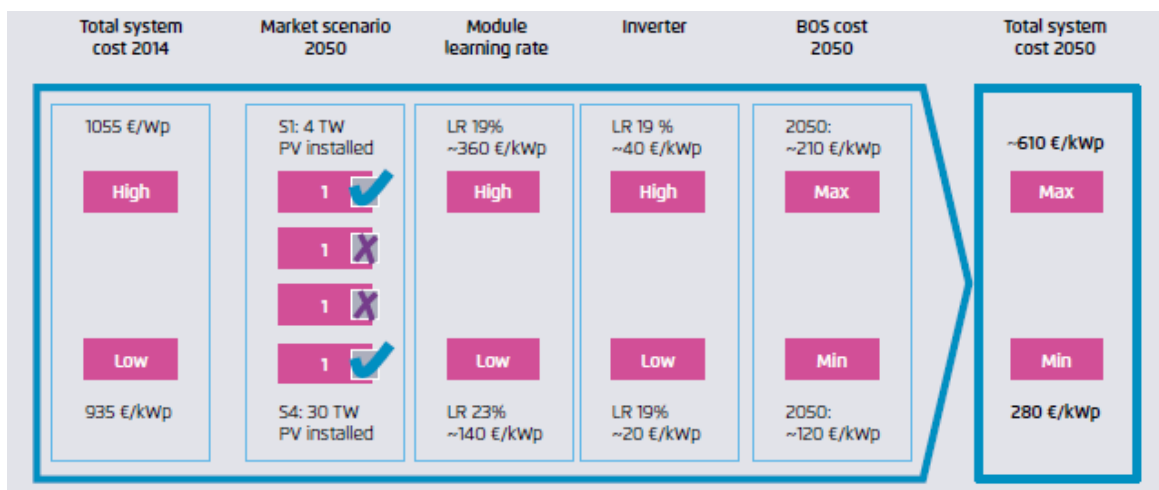 Total system
cost 2014
Market scenario
2050
Module
learning rate
Inverter
BOS cost
2050
Total system
cost 2050
1055 €/Wp
High
Low
935 €/kWp
S1: 4 TW
PV installed
1
1
1
1
S4: 30 TW
PV installed
LR 19%
~360 €/kWp
High
Low
LR 23%
~140 €/kWp
LR 19 %
~40 €/kWp
High
Low
LR 19%
~20 €/kWp
2050:
~210 €/kWp
Max
Min
2050:
~120 €/kWp
~610 €/kWp
Max
Min
280 €/kWp